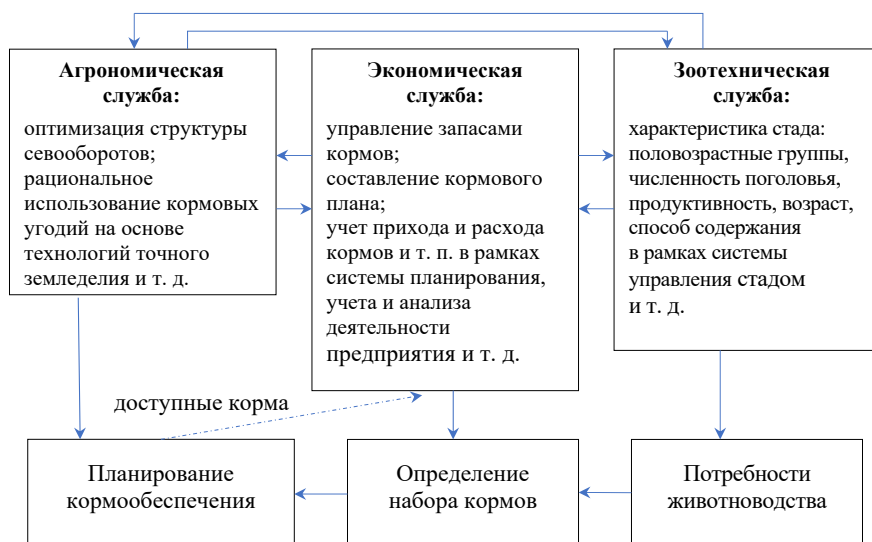 Агрономическая
служба:
оптимизация структуры
севооборотов;
рациональное
использование кормовых
угодий на основе
технологий точного
земледелия и т. д.
Экономическая
служба:
управление запасами
кормов;
составление кормового
плана;
учет прихода и расхода
кормов и т. п. в рамках
системы планирования,
учета и анализа
деятельности
предприятия и т. д.
Зоотехническая
служба:
характеристика стада:
половозрастные группы,
численность поголовья,
продуктивность, возраст,
способ содержания
в рамках системы
управления стадом
и т. д.
доступные корма
Планирование
кормообеспечения
Определение
набора кормов
Потребности
животноводства